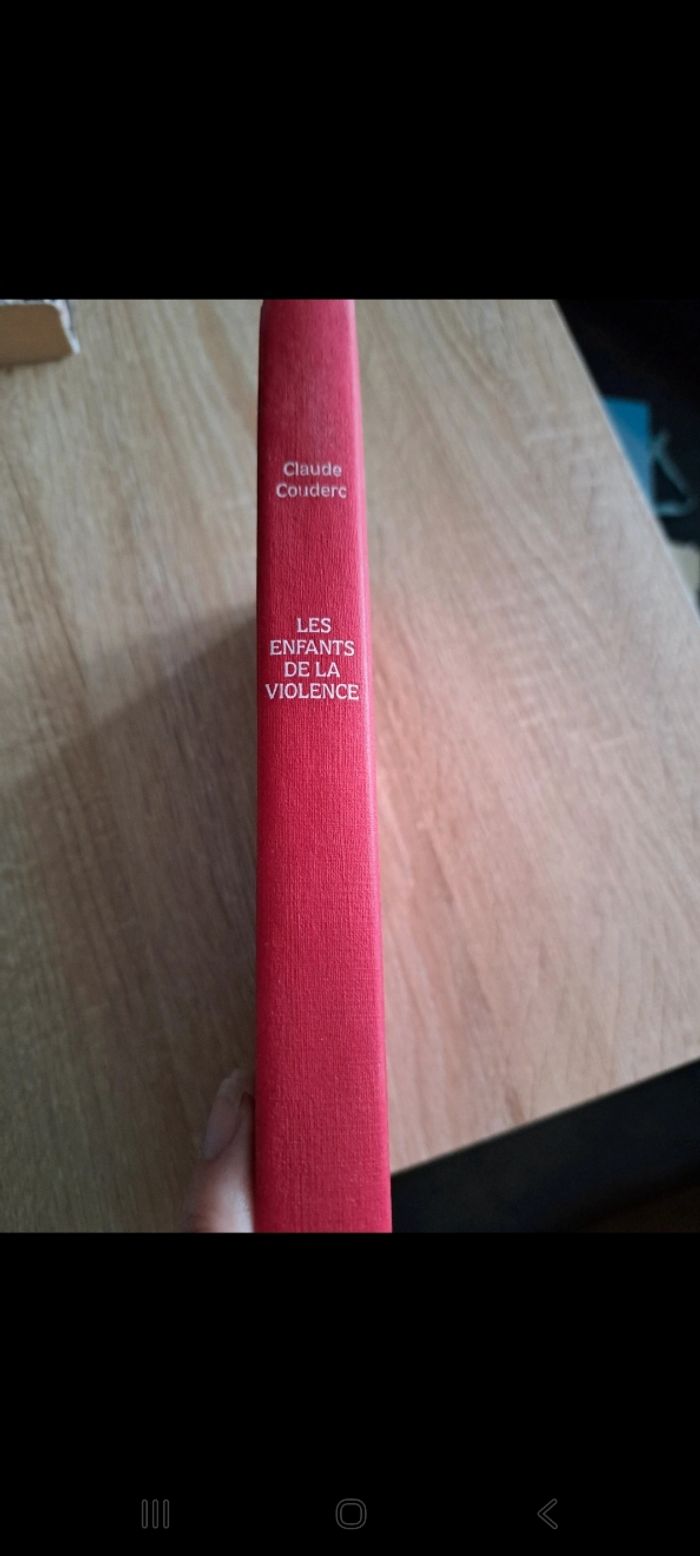 Claude
Couderc
LES
ENFANTS
DE LA
VIOLENCE